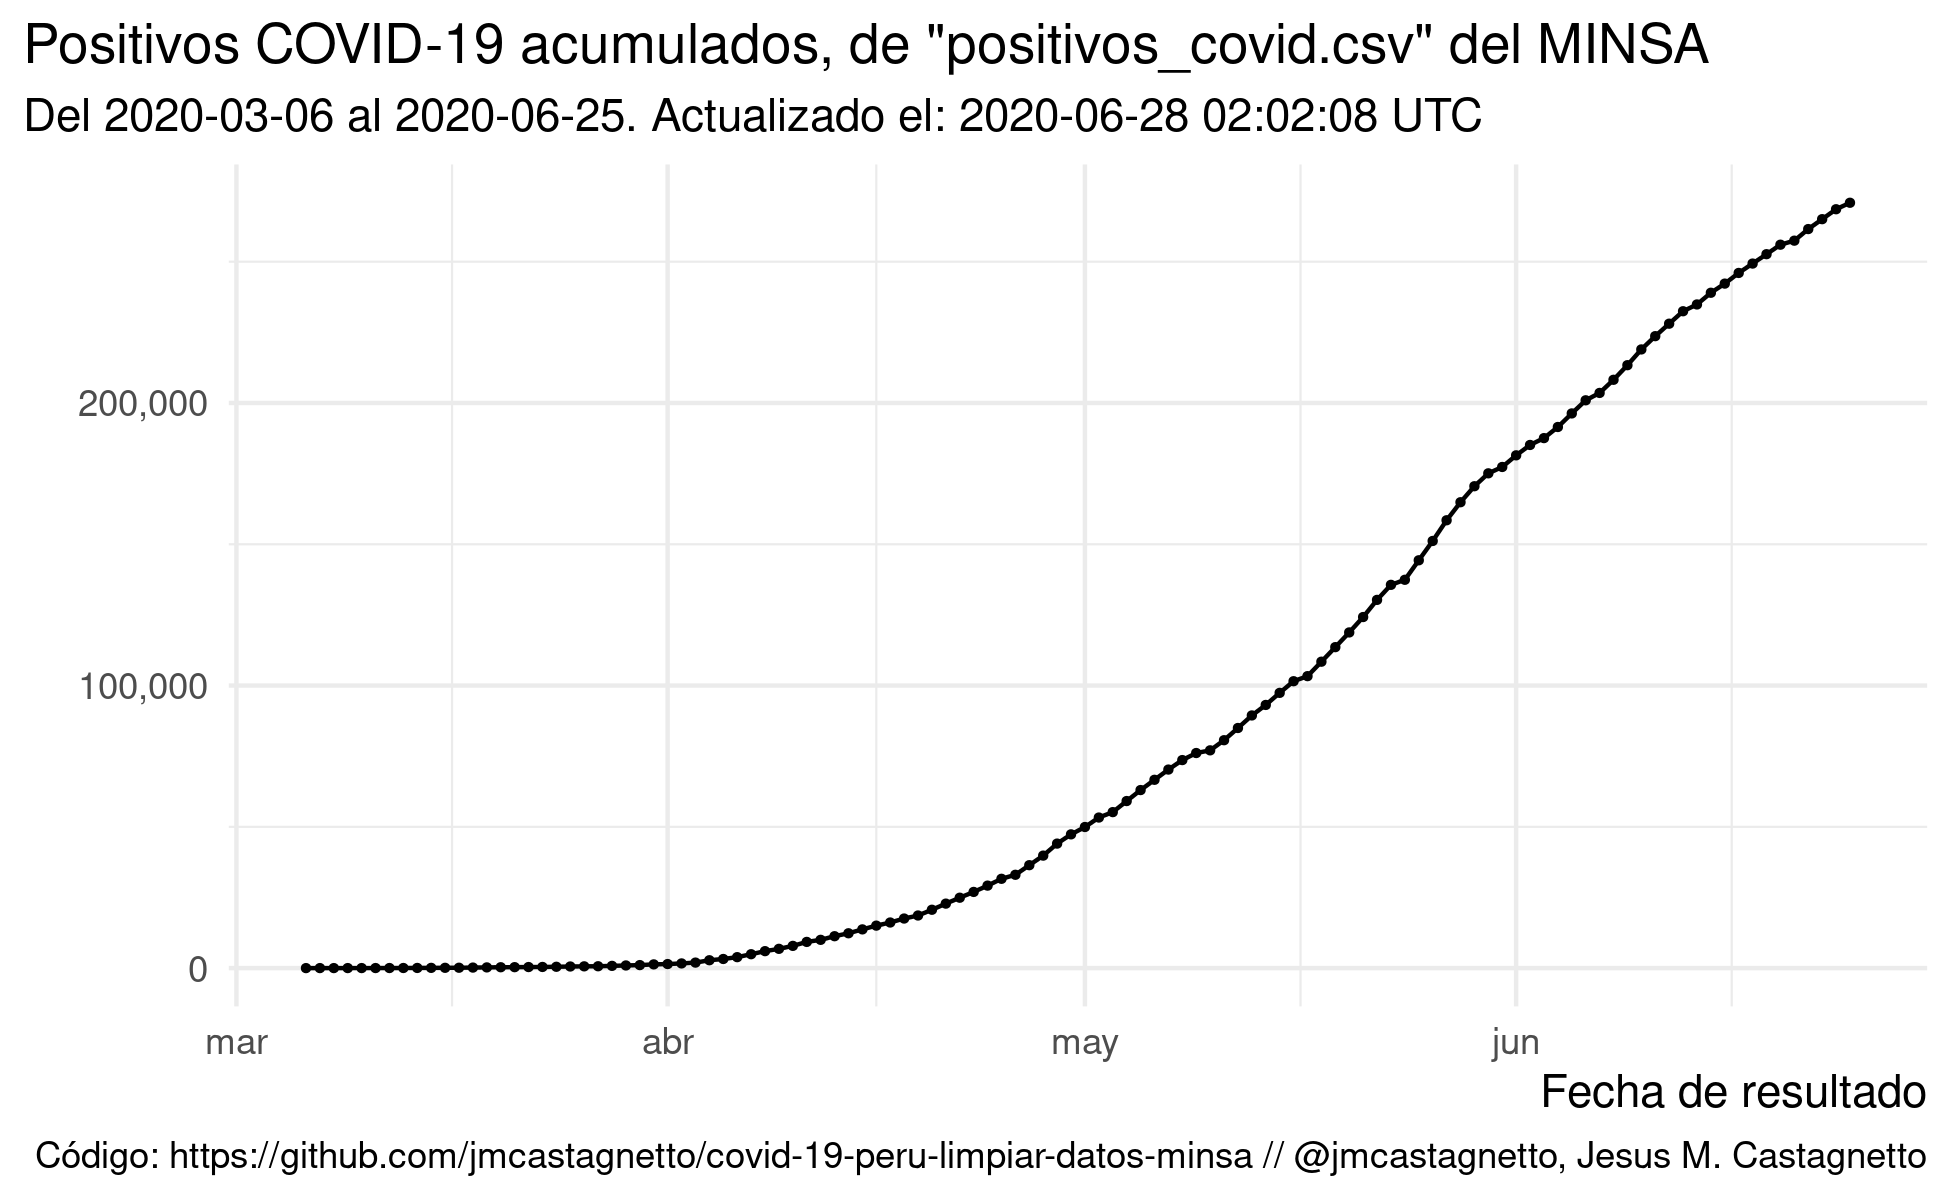 Positivos COVID-19 acumulados, de "positivos_covid.csv" del MINSA
Del 2020-03-06 al 2020-06-25. Actualizado el: 2020-06-28 02:02:08 UTC
200,000
100,000
0
mar abr may jun
Fecha de resultado
Código: https://github.com/jmcastagnetto/covid-19-peru-limpiar-datos-minsa // @jmcastagnetto, Jesus M. Castagnetto